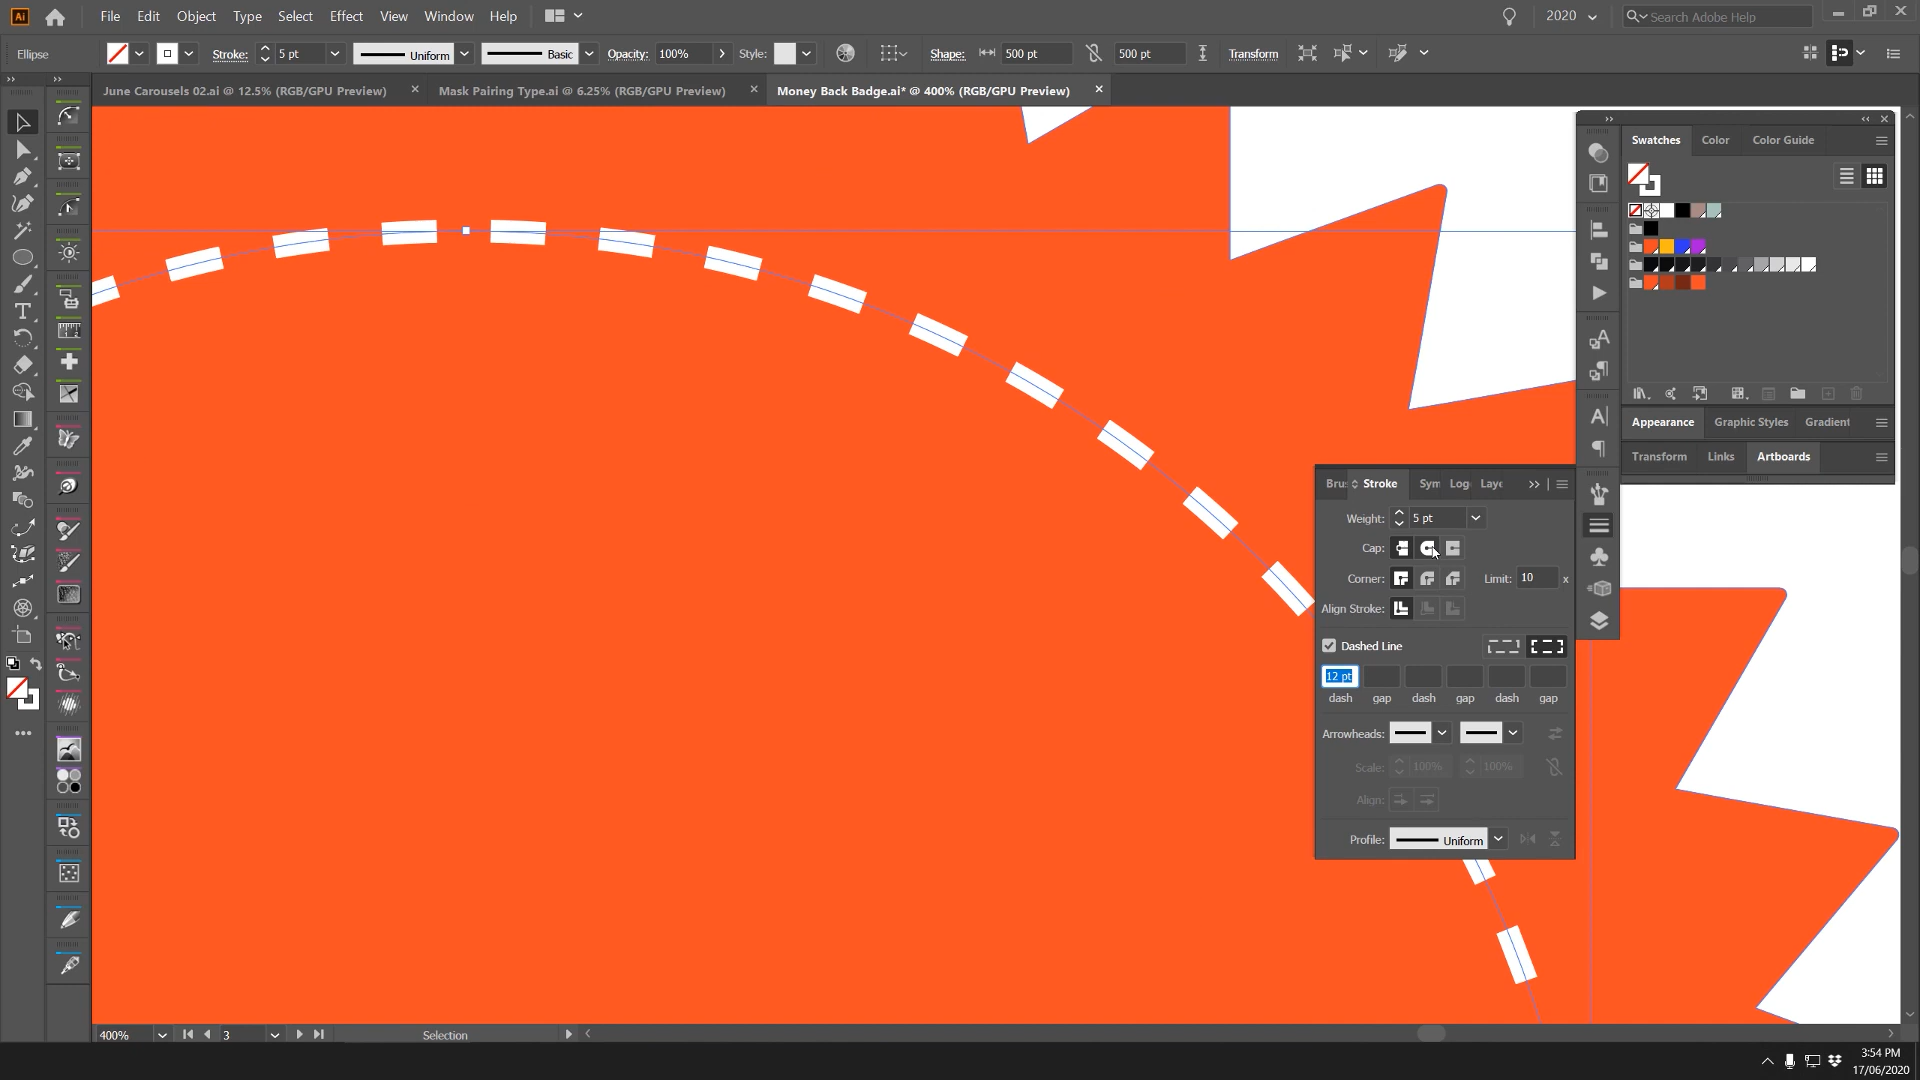 Ai File Edit Object Type Select Effect View Window Help 2020 Search Adobe Help
Ellipse Stroke: 5 pt Uniform Basic Opacity: 100% Style: Shape: 500 pt 500 pt Transform
June Carousels 02.ai @ 12.5% (RGB/GPU Preview) Mask Pairing Type.ai @ 6.25% (RGB/GPU Preview) Money Back Badge.ai* @ 400% (RGB/GPU Preview)
Swatches Color Color Guide
Appearance Graphic Styles Gradient
Transform Links Artboards
Bru Stroke Sym Log Laye
Weight: 5 pt
Cap:
Corner: Limit: 10 x
Align Stroke:
Dashed Line
12 pt
dash gap dash gap dash gap
Arrowheads:
Scale: 100% 100%
Align:
Profile: Uniform
400% 3 Selection
3:54 PM
17/06/2020